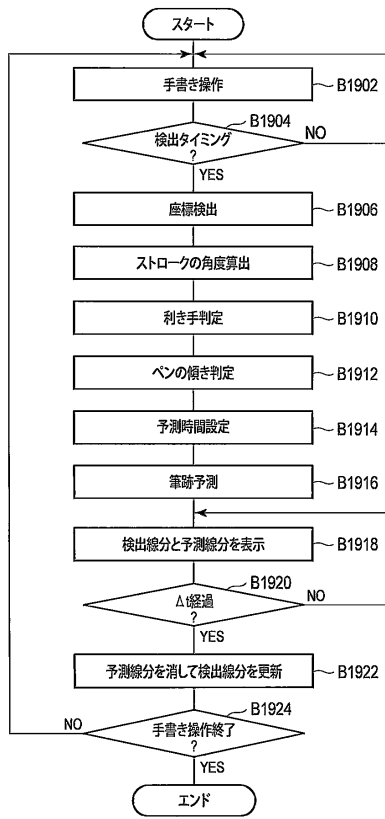 スタート
手書き操作
B1902
B1904
検出タイミング
?
NO
YES
座標検出
B1906
ストロークの角度算出
B1908
利き手判定
B1910
ペンの傾き判定
B1912
予測時間設定
B1914
筆跡予測
B1916
検出線分と予測線分を表示
B1918
B1920
Δt経過
?
NO
YES
予測線分を消して検出線分を更新
B1922
B1924
NO
手書き操作終了
?
YES
エンド